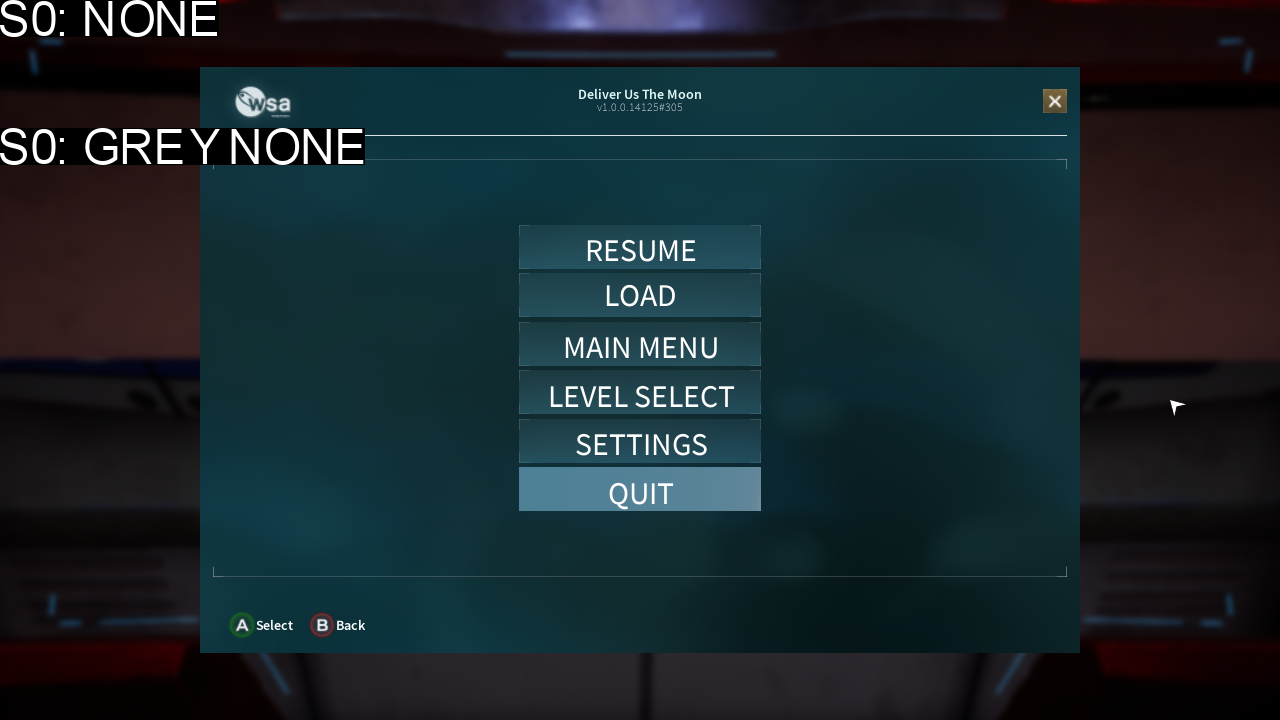 S0: NONE
wsa
Deliver Us The Moon
v1.0.0.14125#305
S0: GREY NONE
RESUME
LOAD
MAIN MENU
LEVEL SELECT
SETTINGS
QUIT
A Select B Back